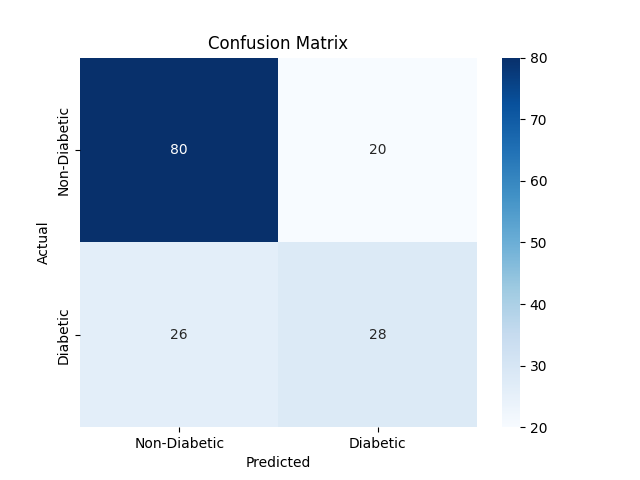 Confusion Matrix
Actual
Non-Diabetic
Diabetic
80
20
26
28
Non-Diabetic
Diabetic
Predicted
80
70
60
50
40
30
20